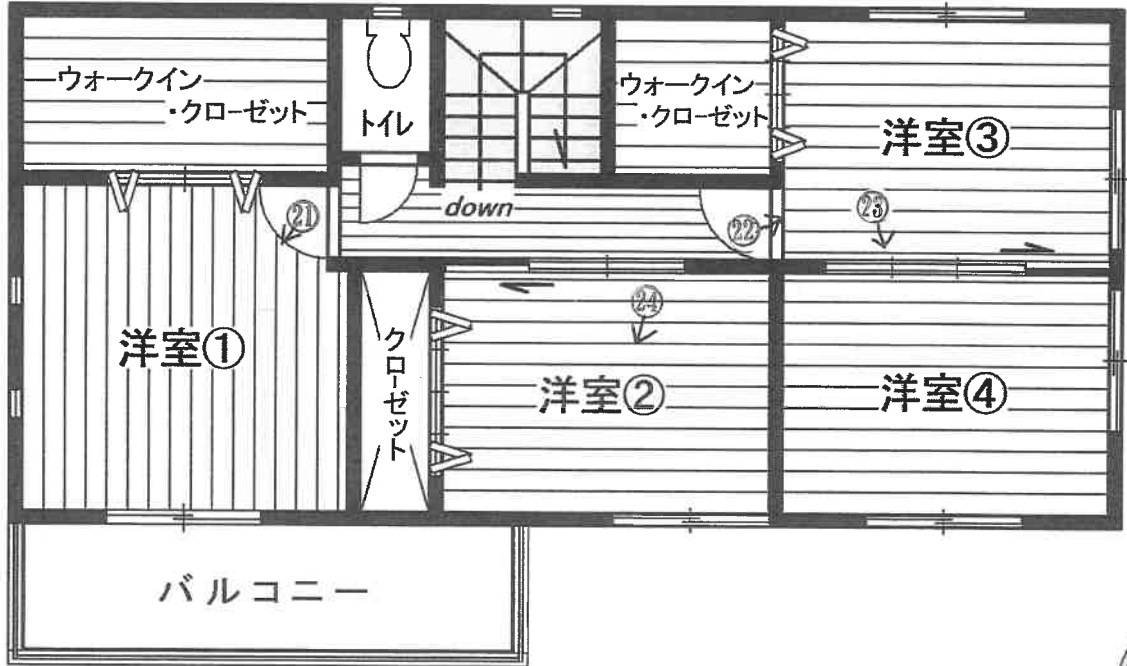 ウォークイン
・クローゼット
トイレ
ウォークイン
・クローゼット
洋室③
down
㉑
㉒
㉓
洋室①
クローゼット
㉔
洋室②
洋室④
バルコニー